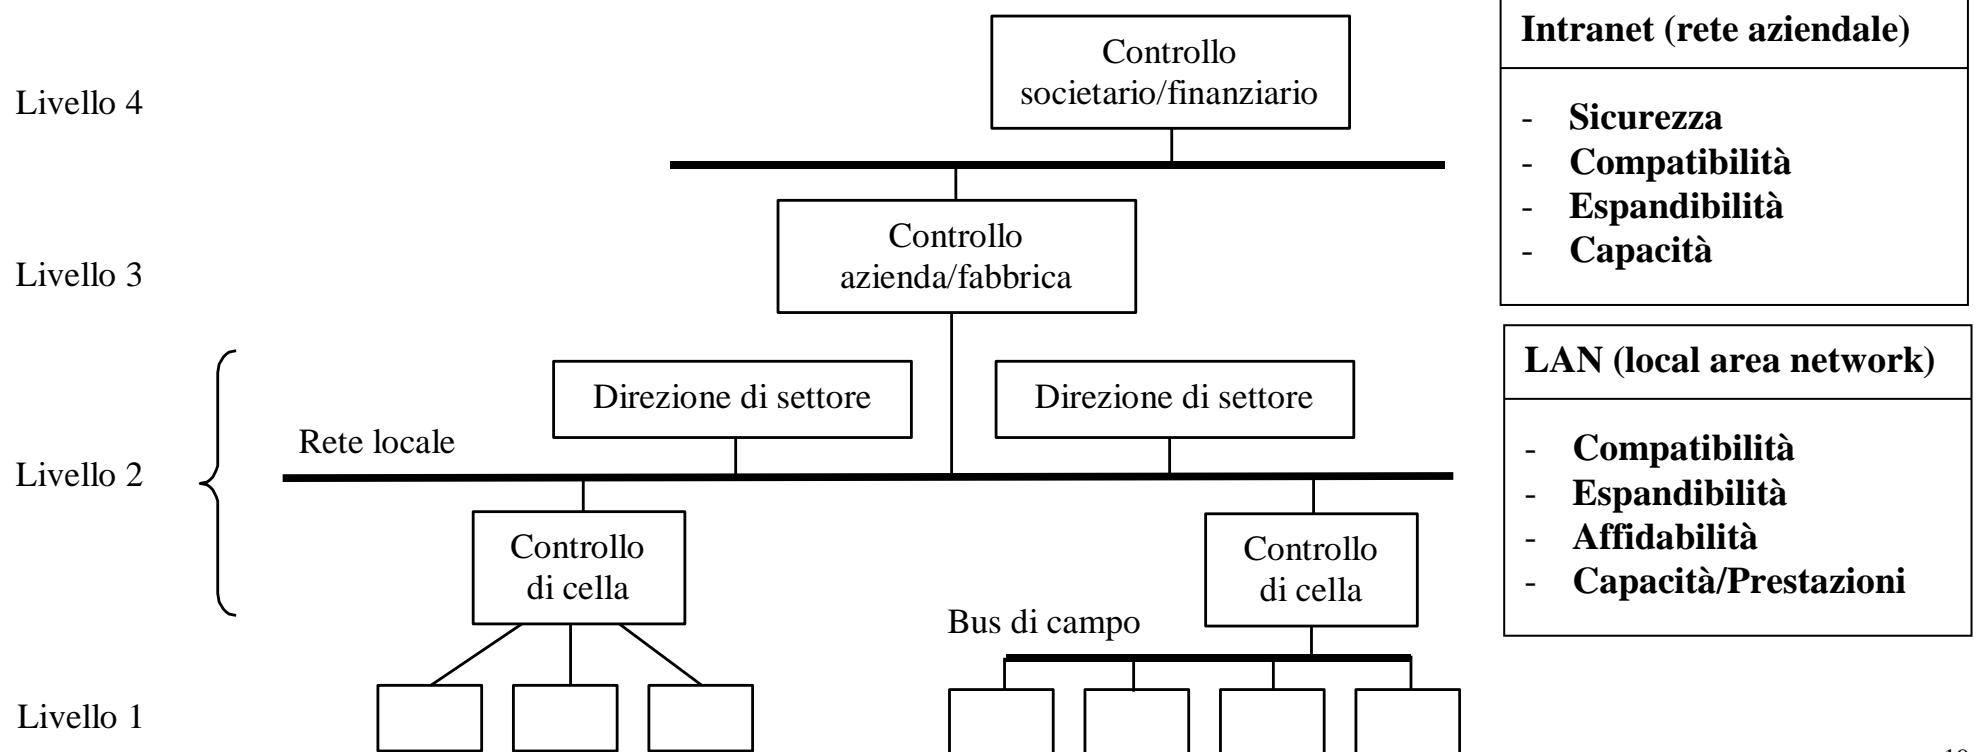 Controllo
societario/finanziario
Livello 4
Controllo
azienda/fabbrica
Livello 3
Direzione di settore
Direzione di settore
Rete locale
Livello 2
Controllo
di cella
Controllo
di cella
Bus di campo
Livello 1
Intranet (rete aziendale)
- Sicurezza
- Compatibilità
- Espandibilità
- Capacità
LAN (local area network)
- Compatibilità
- Espandibilità
- Affidabilità
- Capacità/Prestazioni